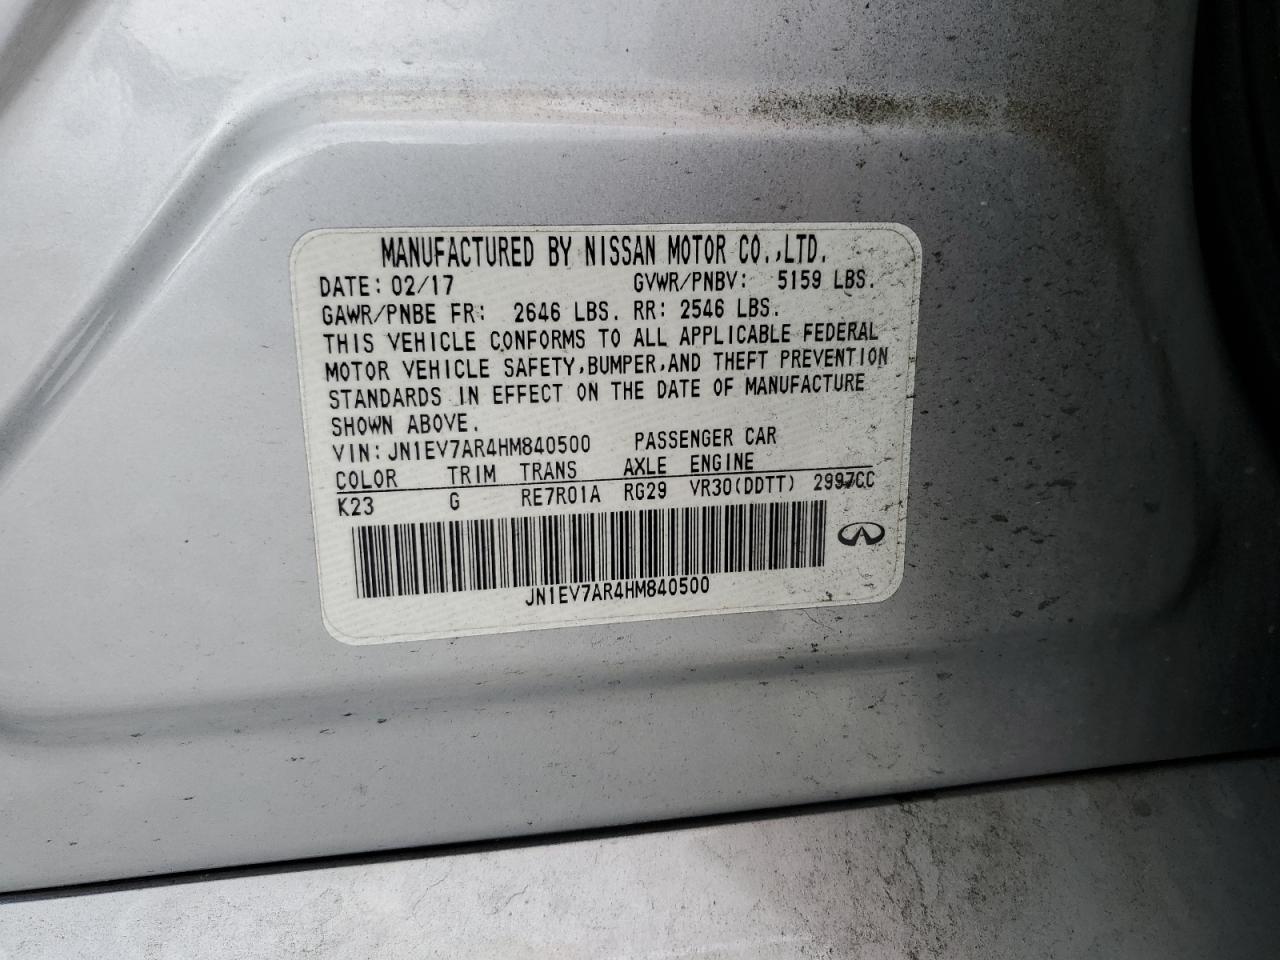 MANUFACTURED BY NISSAN MOTOR CO.,LTD.
DATE: 02/17 GVWR/PNBV: 5159 LBS.
GAWR/PNBE FR: 2646 LBS. RR: 2546 LBS.
THIS VEHICLE CONFORMS TO ALL APPLICABLE FEDERAL
MOTOR VEHICLE SAFETY,BUMPER,AND THEFT PREVENTION
STANDARDS IN EFFECT ON THE DATE OF MANUFACTURE
SHOWN ABOVE.
VIN: JN1EV7AR4HM840500 PASSENGER CAR
COLOR TRIM TRANS AXLE ENGINE
K23 G RE7R01A RG29 VR30(DDTT) 2997CC
JN1EV7AR4HM840500